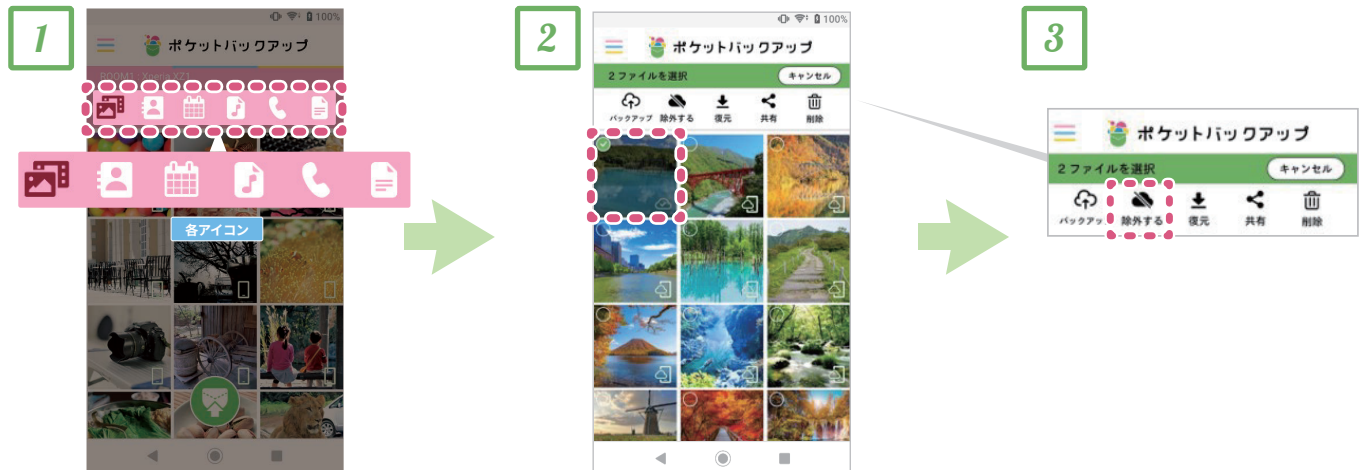 1
100%
ポケットバックアップ
ROOM1 : Xperia XZ1
各アイコン
2
100%
ポケットバックアップ
2ファイルを選択
キャンセル
バックアップ 除外する 復元 共有 削除
3
ポケットバックアップ
2ファイルを選択
キャンセル
バックアッ 除外する 復元 共有 削除